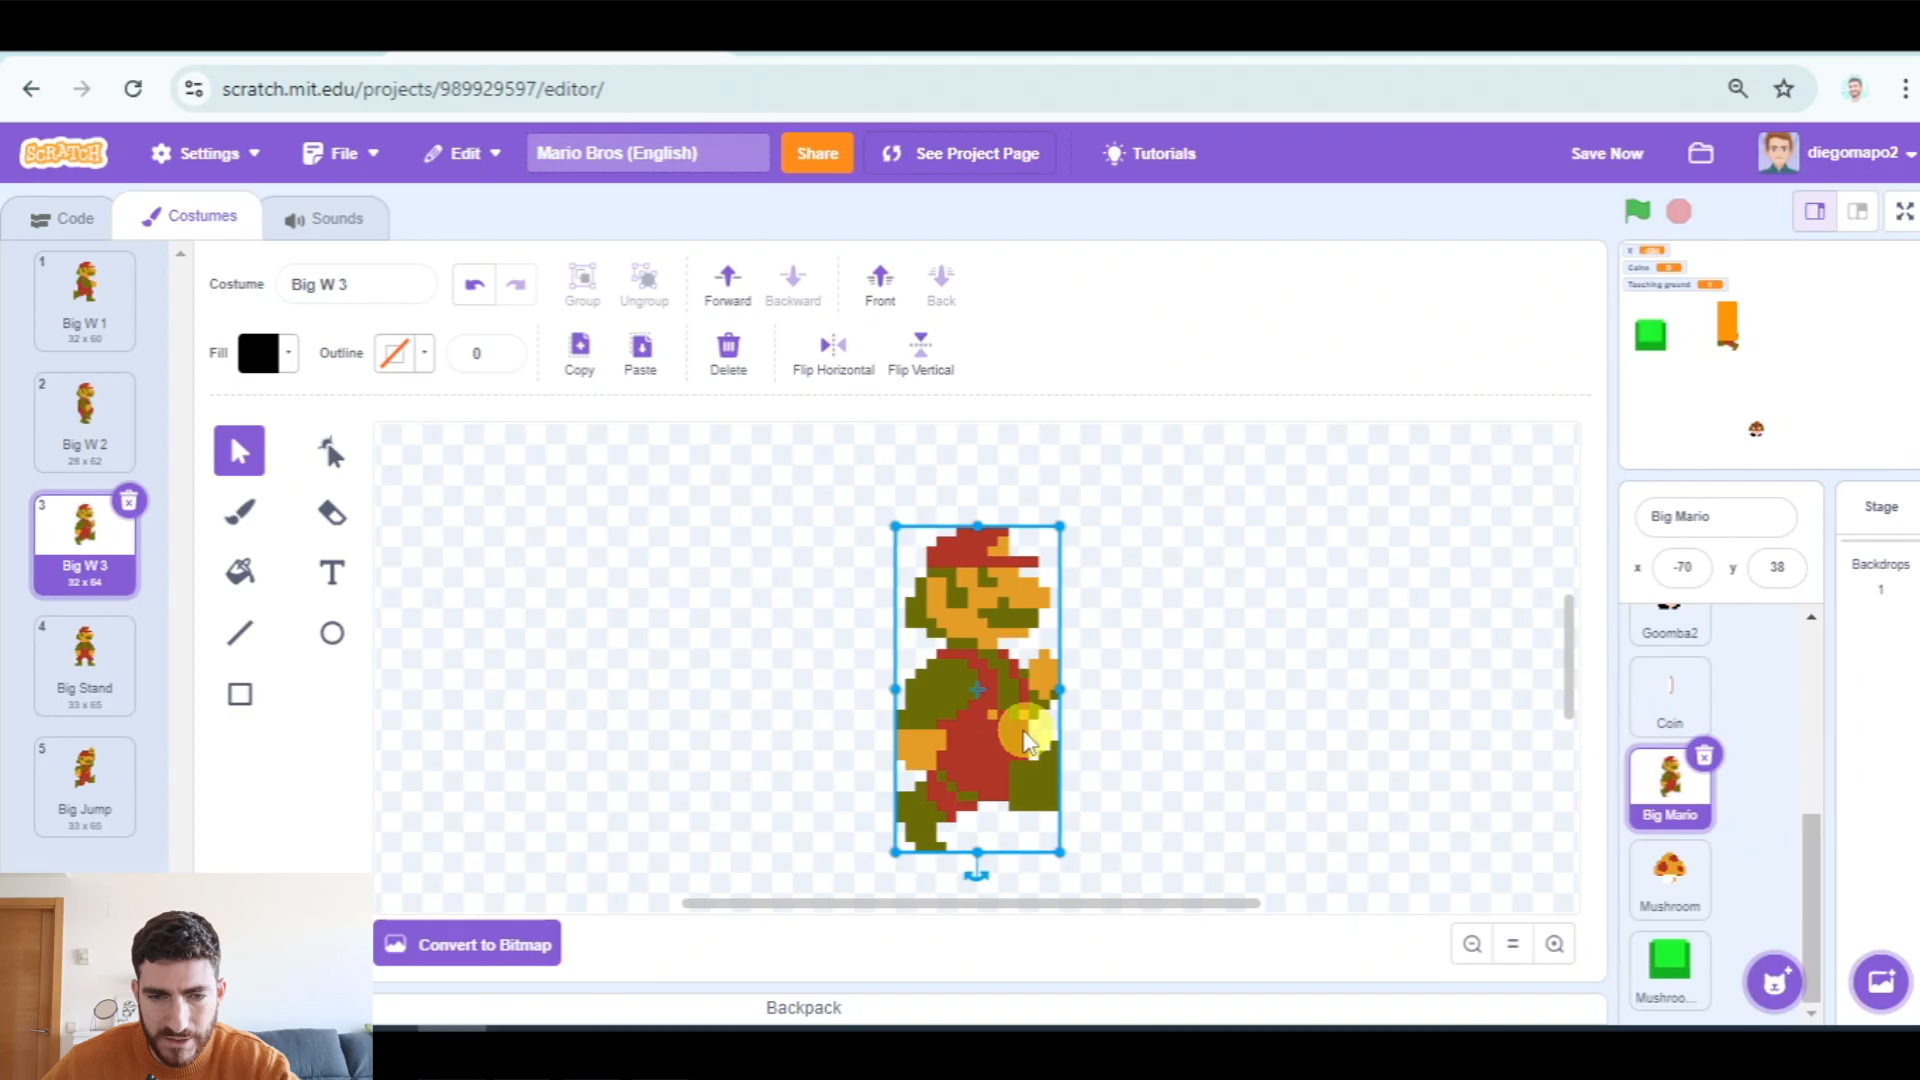 scratch.mit.edu/projects/989929597/editor/
SCRATCH
Settings
File
Edit
Mario Bros (English)
Share
See Project Page
Tutorials
Save Now
diegomapo2
Code
Costumes
Sounds
1
Big W 1
32 x 60
2
Big W 2
28 x 62
3
Big W 3
32 x 64
4
Big Stand
33 x 65
5
Big Jump
33 x 65
Costume
Big W 3
Group
Ungroup
Forward
Backward
Front
Back
Fill
Outline
0
Copy
Paste
Delete
Flip Horizontal
Flip Vertical
T
Convert to Bitmap
Backpack
x
Coins
Touching ground
Big Mario
x
-70
y
38
Stage
Backdrops
1
Goomba2
Coin
Big Mario
Mushroom
Mushroo...